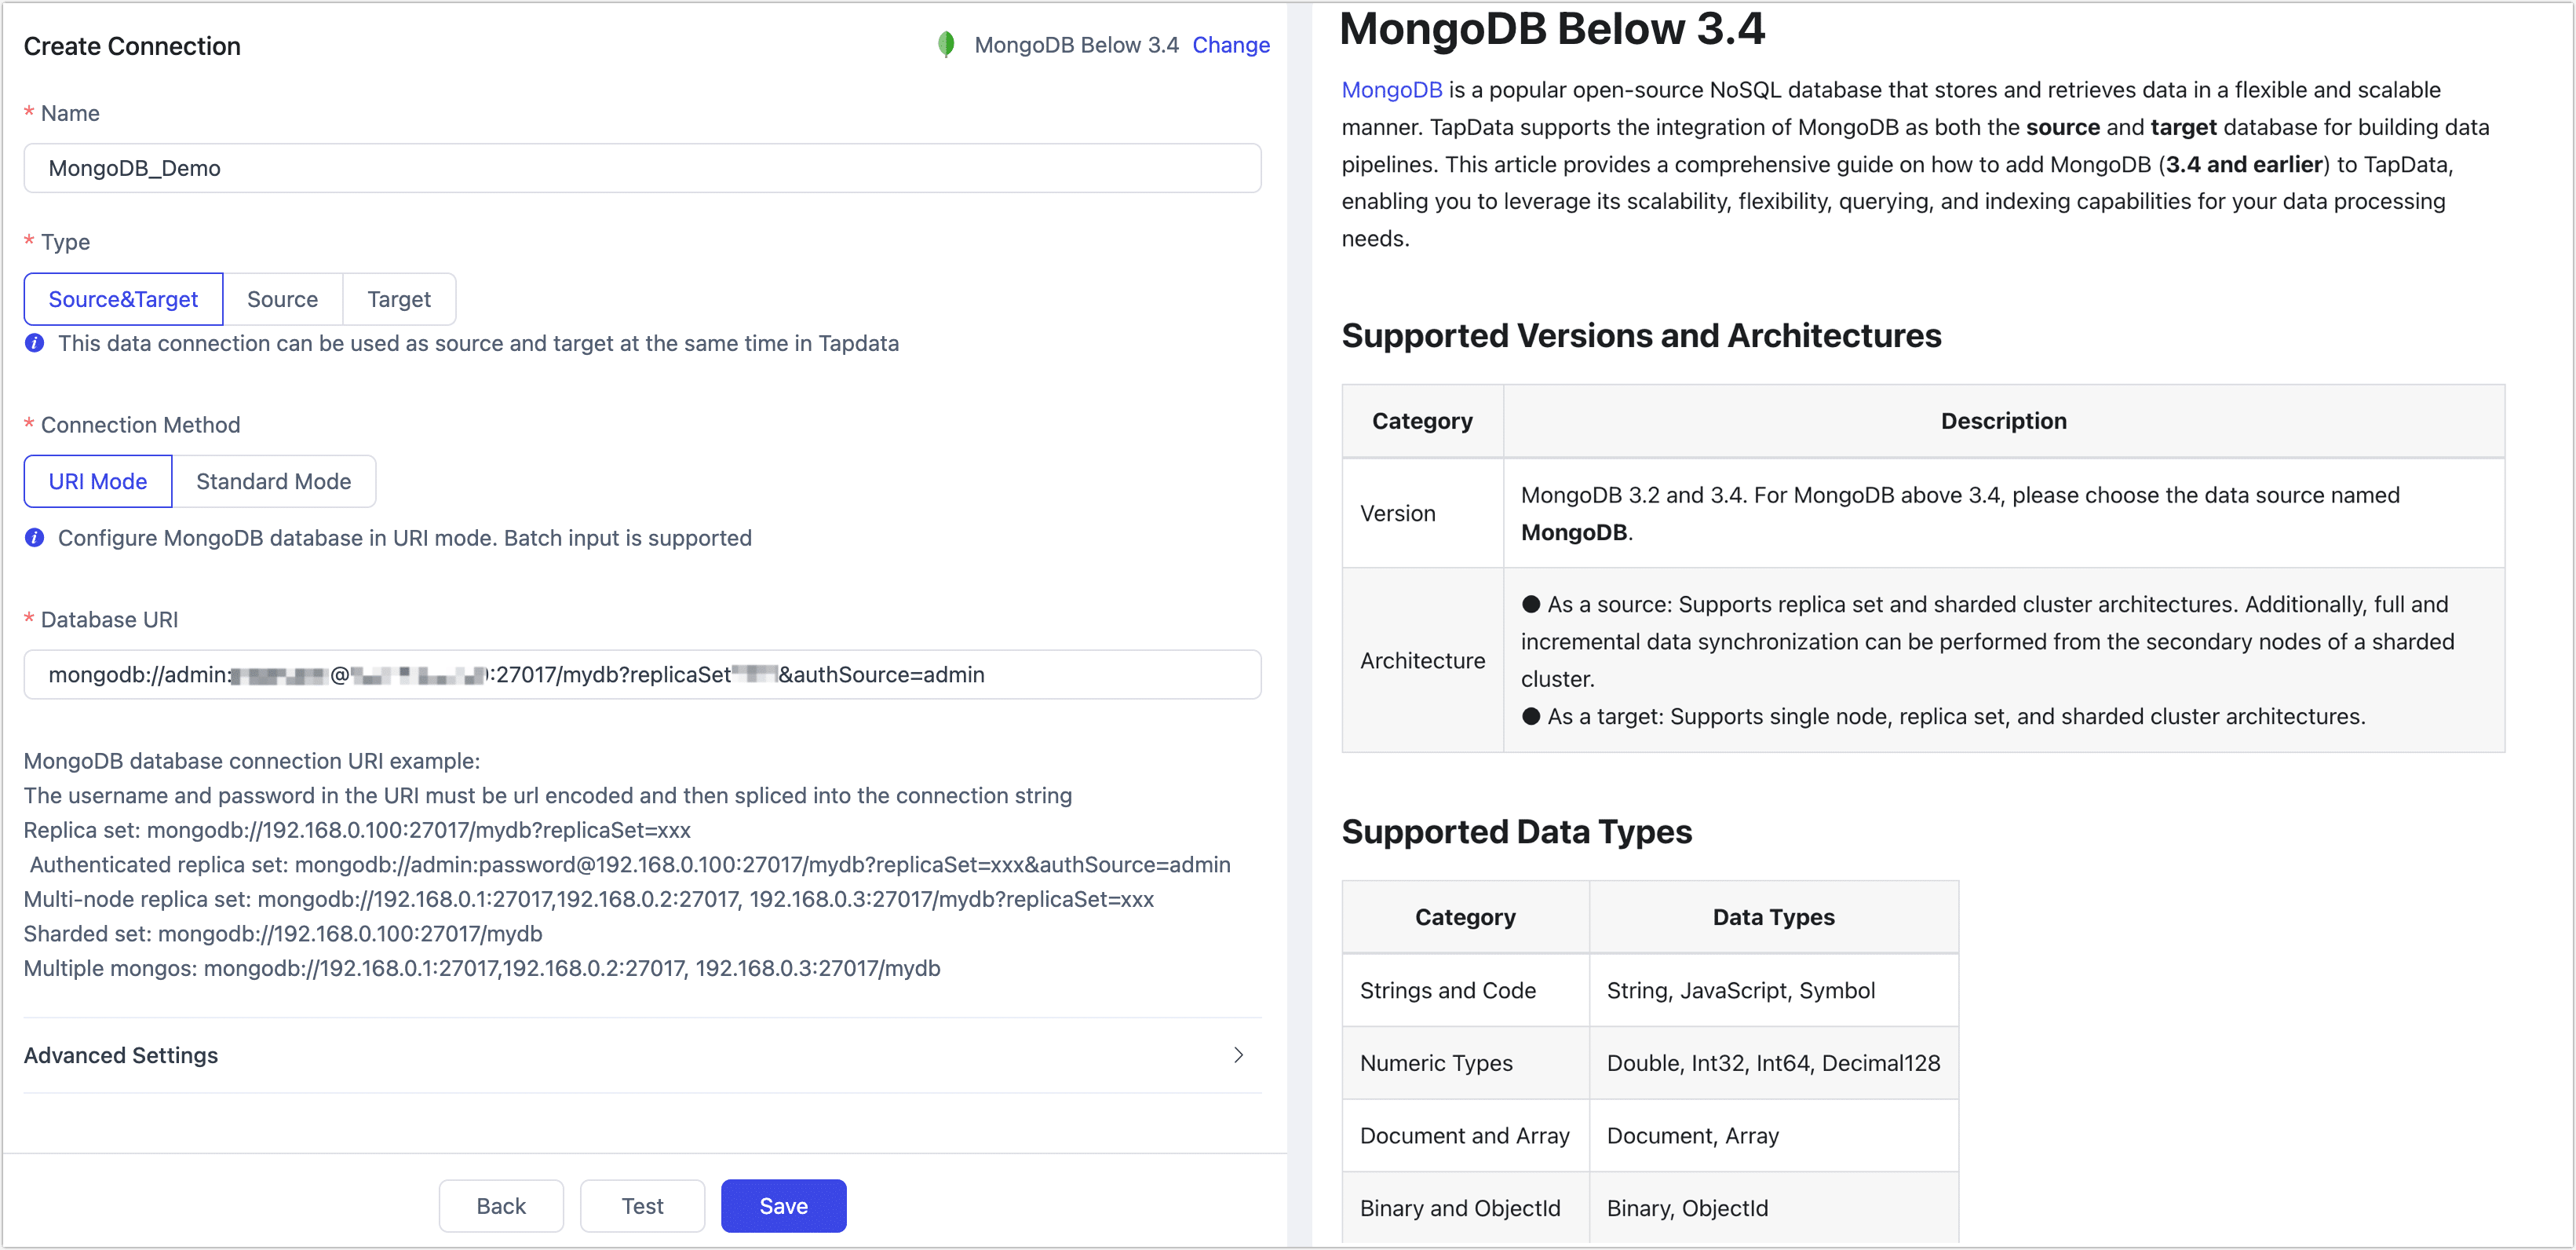 Create Connection
MongoDB Below 3.4 Change
* Name
MongoDB_Demo
* Type
Source&Target Source Target
This data connection can be used as source and target at the same time in Tapdata
* Connection Method
URI Mode Standard Mode
Configure MongoDB database in URI mode. Batch input is supported
* Database URI
mongodb://admin: @ :27017/mydb?replicaSet &authSource=admin
MongoDB database connection URI example:
The username and password in the URI must be url encoded and then spliced into the connection string
Replica set: mongodb://192.168.0.100:27017/mydb?replicaSet=xxx
Authenticated replica set: mongodb://admin:password@192.168.0.100:27017/mydb?replicaSet=xxx&authSource=admin
Multi-node replica set: mongodb://192.168.0.1:27017,192.168.0.2:27017, 192.168.0.3:27017/mydb?replicaSet=xxx
Sharded set: mongodb://192.168.0.100:27017/mydb
Multiple mongos: mongodb://192.168.0.1:27017,192.168.0.2:27017, 192.168.0.3:27017/mydb
Advanced Settings
Back Test Save
MongoDB Below 3.4
MongoDB is a popular open-source NoSQL database that stores and retrieves data in a flexible and scalable
manner. TapData supports the integration of MongoDB as both the source and target database for building data
pipelines. This article provides a comprehensive guide on how to add MongoDB (3.4 and earlier) to TapData,
enabling you to leverage its scalability, flexibility, querying, and indexing capabilities for your data processing
needs.
Supported Versions and Architectures
Category Description
Version
MongoDB 3.2 and 3.4. For MongoDB above 3.4, please choose the data source named
MongoDB.
Architecture
● As a source: Supports replica set and sharded cluster architectures. Additionally, full and
incremental data synchronization can be performed from the secondary nodes of a sharded
cluster.
● As a target: Supports single node, replica set, and sharded cluster architectures.
Supported Data Types
Category Data Types
Strings and Code String, JavaScript, Symbol
Numeric Types Double, Int32, Int64, Decimal128
Document and Array Document, Array
Binary and ObjectId Binary, ObjectId